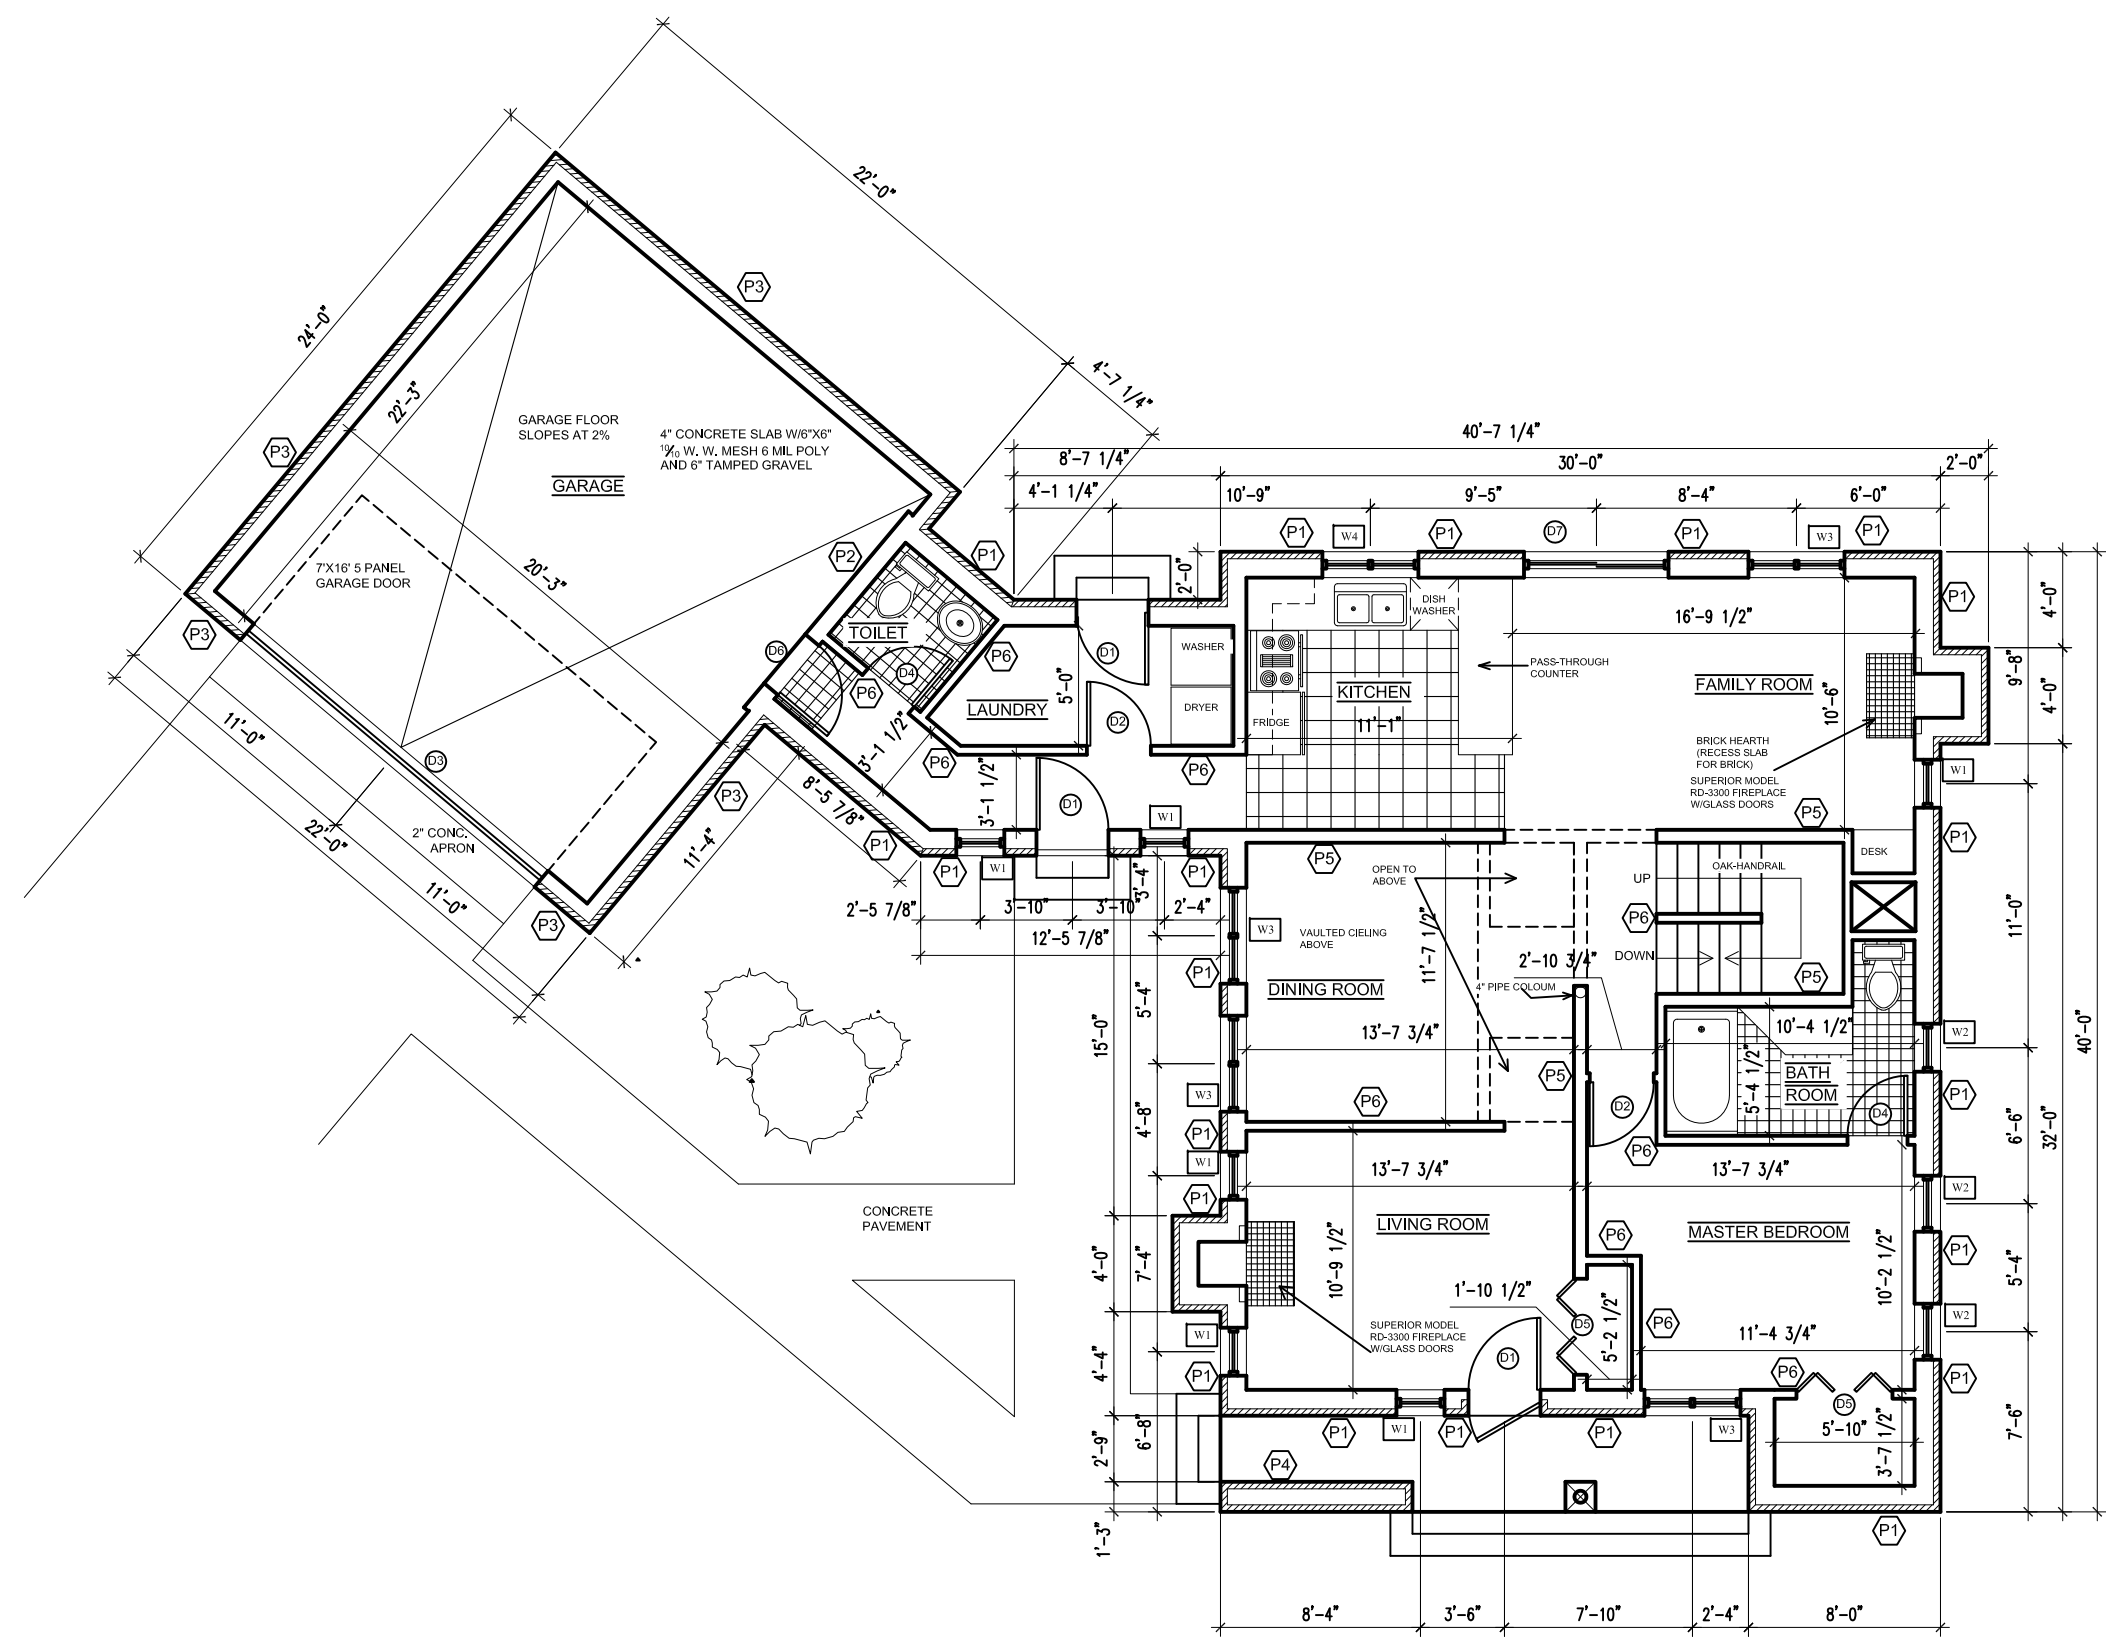 22'-0"
24'-0"
P3
22'-3"
4'-7 1/4"
GARAGE FLOOR
SLOPES AT 2%
4" CONCRETE SLAB W/6"X6"
10/10 W. W. MESH 6 MIL POLY
AND 6" TAMPED GRAVEL
GARAGE
P3
40'-7 1/4"
8'-7 1/4"
30'-0"
2'-0"
4'-1 1/4"
10'-9"
9'-5"
8'-4"
6'-0"
P1
W4
P1
D7
P1
W3
P1
7'X16' 5 PANEL
GARAGE DOOR
20'-3"
P2
P1
2'-0"
P1
4'-0"
P3
TOILET
D6
D4
P6
P6
D1
5'-0"
WASHER
DRYER
LAUNDRY
D2
DISH
WASHER
16'-9 1/2"
PASS-THROUGH
COUNTER
KITCHEN
11'-1"
FRIDGE
FAMILY ROOM
10'-6"
9'-8"
4'-0"
BRICK HEARTH
(RECESS SLAB
FOR BRICK)
SUPERIOR MODEL
RD-3300 FIREPLACE
W/GLASS DOORS
W1
11'-0"
D3
3'-1 1/2"
P6
P6
3'-1 1/2"
D1
W1
P3
8'-5 7/8"
11'-4"
22'-0"
2" CONC.
APRON
11'-0"
P3
P1
P1
W1
P1
3'-4"
P5
P5
P1
DESK
OPEN TO
ABOVE
OAK-HANDRAIL
UP
P6
DOWN
P5
2'-5 7/8"
3'-10"
3'-10"
2'-4"
12'-5 7/8"
W3
VAULTED CIELING
ABOVE
11'-7 1/2"
11'-0"
P1
DINING ROOM
2'-10 3/4"
4" PIPE COLOUM
5'-4"
15'-0"
13'-7 3/4"
10'-4 1/2"
W2
40'-0"
BATH
ROOM
5'-4 1/2"
P5
D2
D4
P1
W3
P6
4'-8"
P1
P6
6'-6"
32'-0"
W1
13'-7 3/4"
13'-7 3/4"
P1
W2
CONCRETE
PAVEMENT
LIVING ROOM
MASTER BEDROOM
P6
P1
4'-0"
7'-4"
10'-9 1/2"
10'-2 1/2"
5'-4"
1'-10 1/2"
SUPERIOR MODEL
RD-3300 FIREPLACE
W/GLASS DOORS
D5
5'-2 1/2"
P6
11'-4 3/4"
W2
W1
4'-4"
D1
P1
P6
P1
D5
5'-10"
3'-7 1/2"
7'-6"
P1
W1
P1
P1
W3
2'-9"
6'-8"
P4
1'-3"
P1
8'-4"
3'-6"
7'-10"
2'-4"
8'-0"